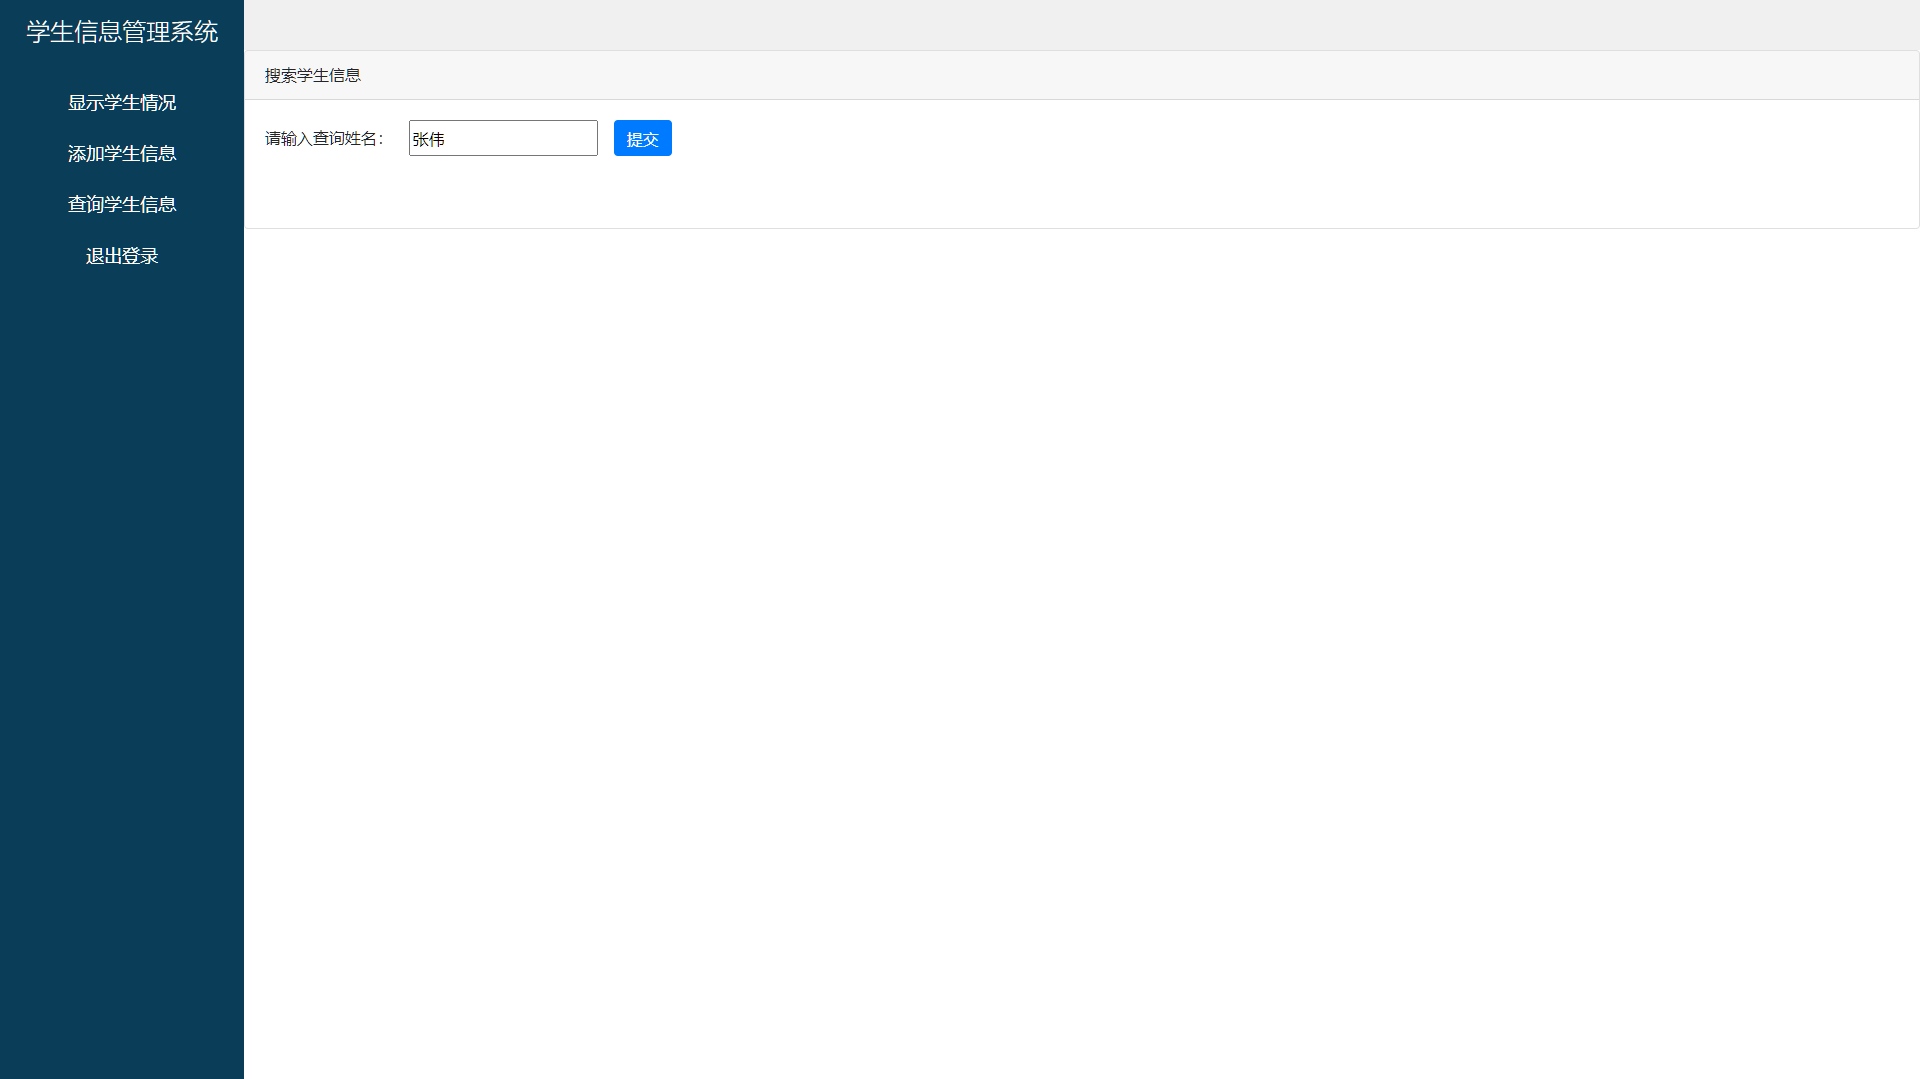 学生信息管理系统
显示学生情况
添加学生信息
查询学生信息
退出登录
搜索学生信息
请输入查询姓名： 张伟 提交